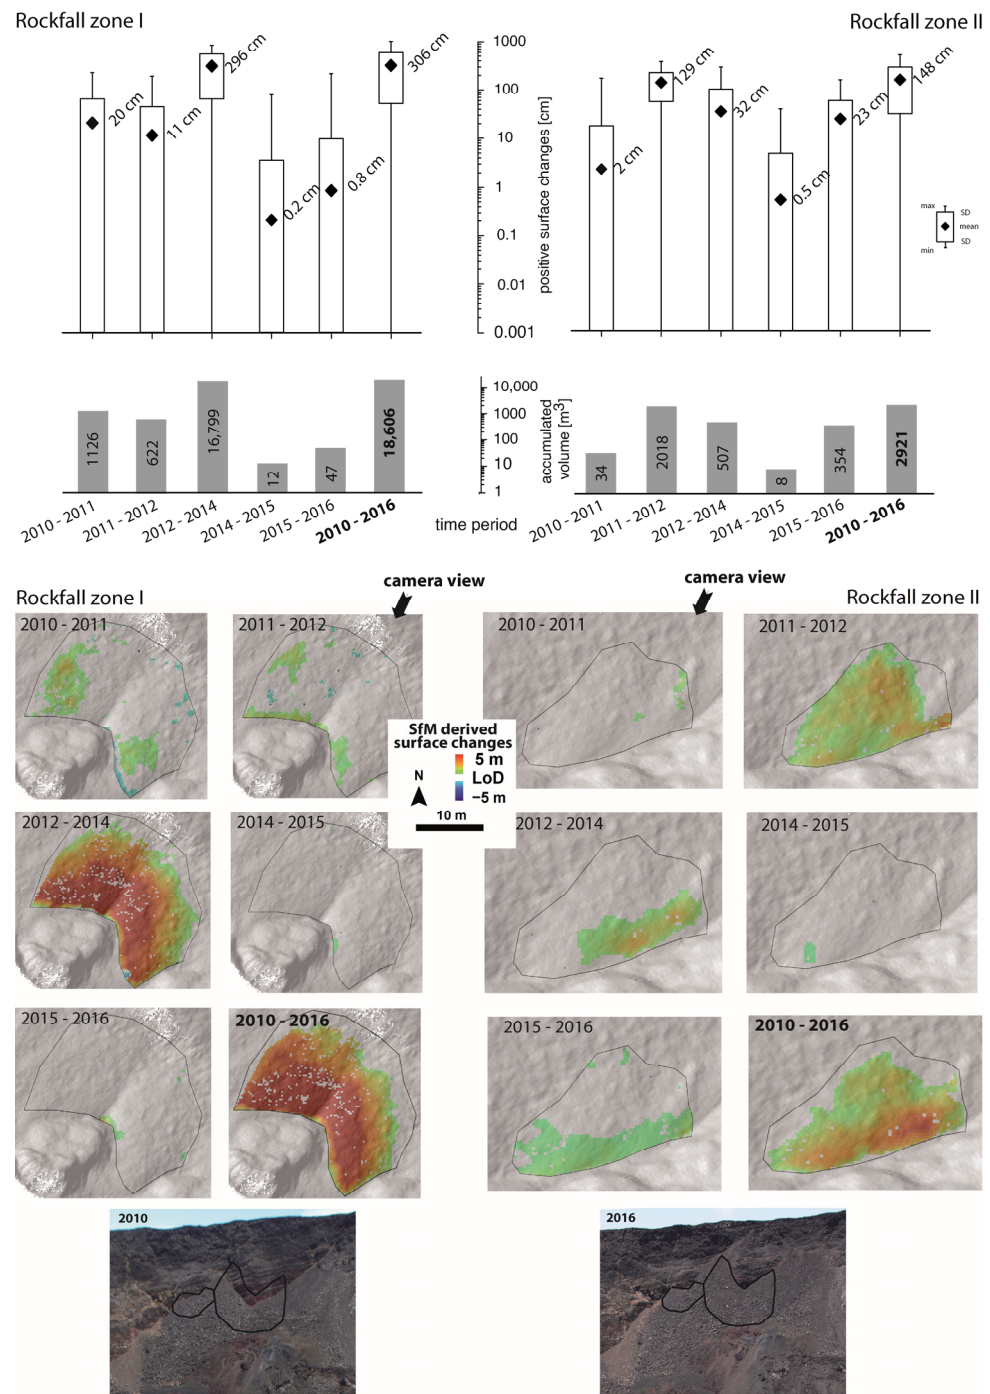 Rockfall zone I
Rockfall zone II
20 cm
11 cm
296 cm
0.2 cm
0.8 cm
306 cm
1000
100
10
1
0.1
0.01
0.001
positive surface changes [cm]
2 cm
129 cm
32 cm
0.5 cm
23 cm
148 cm
max
SD
mean
SD
min
1126
622
16,799
12
47
18,606
10,000
1000
100
10
1
accumulated
volume [m³]
34
2018
507
8
354
2921
2010 - 2011
2011 - 2012
2012 - 2014
2014 - 2015
2015 - 2016
2010 - 2016
time period
2010 - 2011
2011 - 2012
2012 - 2014
2014 - 2015
2015 - 2016
2010 - 2016
camera view
camera view
Rockfall zone I
Rockfall zone II
2010 - 2011
2011 - 2012
2010 - 2011
2011 - 2012
SfM derived
surface changes
5 m
LoD
−5 m
N
10 m
2012 - 2014
2014 - 2015
2012 - 2014
2014 - 2015
2015 - 2016
2010 - 2016
2015 - 2016
2010 - 2016
2010
2016